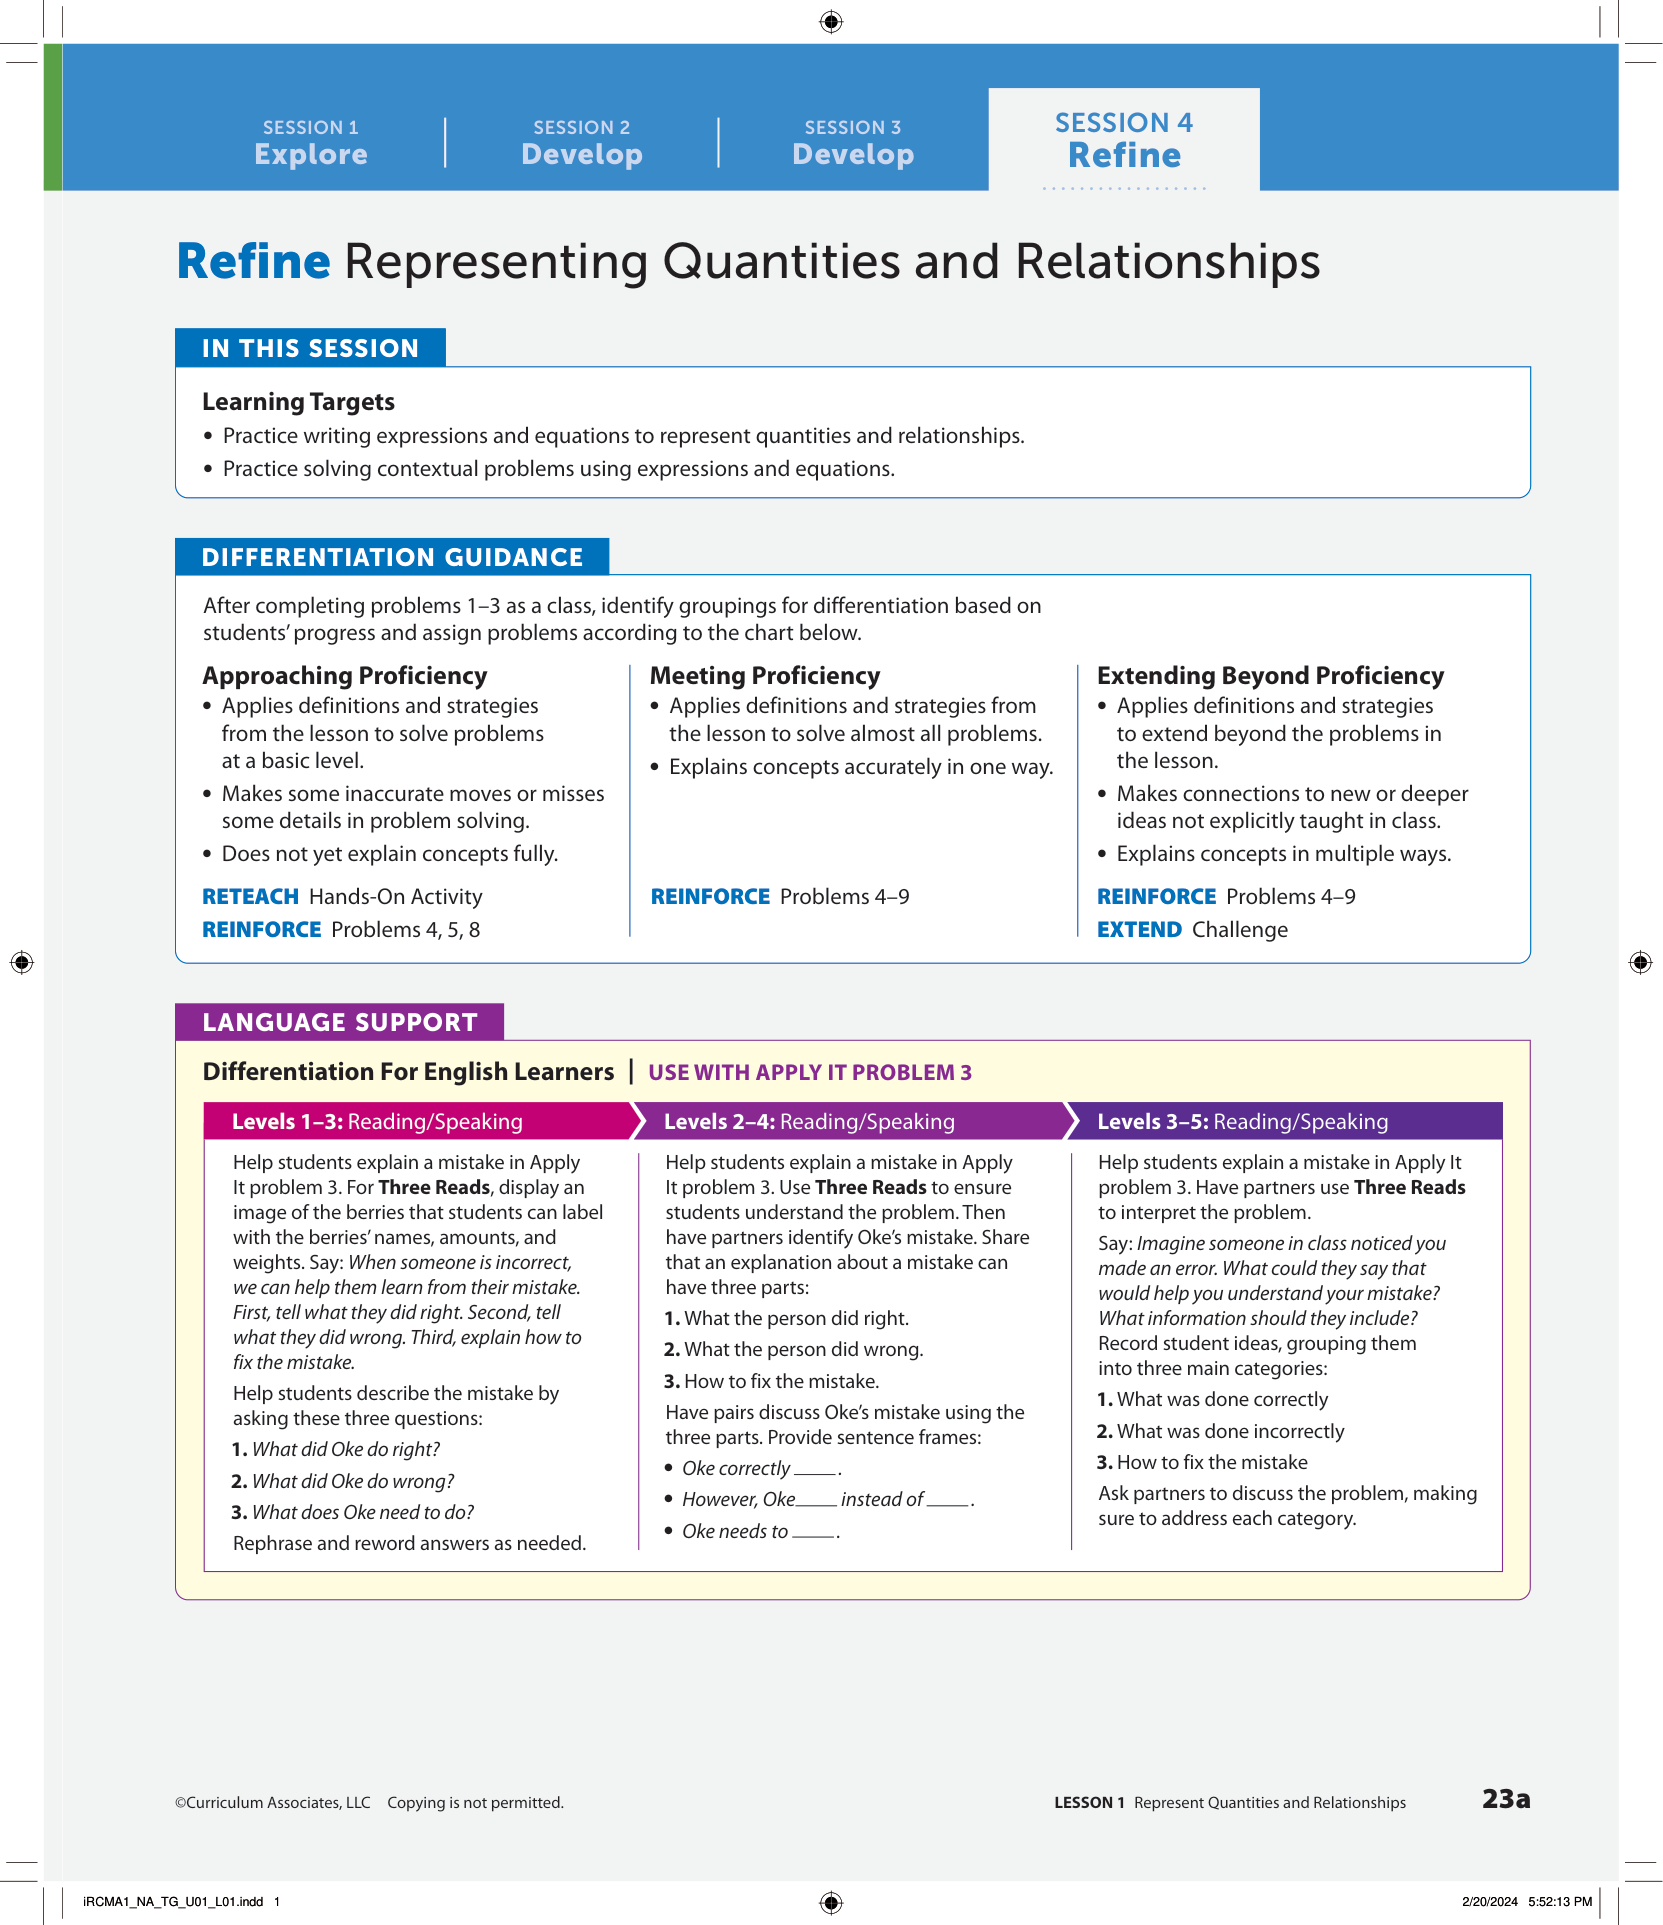 SESSION 1
Explore
SESSION 2
Develop
SESSION 3
Develop
SESSION 4
Refine
Refine Representing Quantities and Relationships
IN THIS SESSION
Learning Targets
• Practice writing expressions and equations to represent quantities and relationships.
• Practice solving contextual problems using expressions and equations.
DIFFERENTIATION GUIDANCE
After completing problems 1–3 as a class, identify groupings for differentiation based on
students’ progress and assign problems according to the chart below.
Approaching Proficiency
• Applies definitions and strategies
from the lesson to solve problems
at a basic level.
• Makes some inaccurate moves or misses
some details in problem solving.
• Does not yet explain concepts fully.
RETEACH Hands-On Activity
REINFORCE Problems 4, 5, 8
Meeting Proficiency
• Applies definitions and strategies from
the lesson to solve almost all problems.
• Explains concepts accurately in one way.
REINFORCE Problems 4–9
Extending Beyond Proficiency
• Applies definitions and strategies
to extend beyond the problems in
the lesson.
• Makes connections to new or deeper
ideas not explicitly taught in class.
• Explains concepts in multiple ways.
REINFORCE Problems 4–9
EXTEND Challenge
LANGUAGE SUPPORT
Differentiation For English Learners | USE WITH APPLY IT PROBLEM 3
Levels 1–3: Reading/Speaking
Help students explain a mistake in Apply
It problem 3. For Three Reads, display an
image of the berries that students can label
with the berries’ names, amounts, and
weights. Say: When someone is incorrect,
we can help them learn from their mistake.
First, tell what they did right. Second, tell
what they did wrong. Third, explain how to
fix the mistake.
Help students describe the mistake by
asking these three questions:
1. What did Oke do right?
2. What did Oke do wrong?
3. What does Oke need to do?
Rephrase and reword answers as needed.
Levels 2–4: Reading/Speaking
Help students explain a mistake in Apply
It problem 3. Use Three Reads to ensure
students understand the problem. Then
have partners identify Oke’s mistake. Share
that an explanation about a mistake can
have three parts:
1. What the person did right.
2. What the person did wrong.
3. How to fix the mistake.
Have pairs discuss Oke’s mistake using the
three parts. Provide sentence frames:
• Oke correctly ____.
• However, Oke____ instead of ____.
• Oke needs to ____.
Levels 3–5: Reading/Speaking
Help students explain a mistake in Apply It
problem 3. Have partners use Three Reads
to interpret the problem.
Say: Imagine someone in class noticed you
made an error. What could they say that
would help you understand your mistake?
What information should they include?
Record student ideas, grouping them
into three main categories:
1. What was done correctly
2. What was done incorrectly
3. How to fix the mistake
Ask partners to discuss the problem, making
sure to address each category.
©Curriculum Associates, LLC Copying is not permitted.
LESSON 1 Represent Quantities and Relationships 23a
iRCMA1_NA_TG_U01_L01.indd 1
2/20/2024 5:52:13 PM